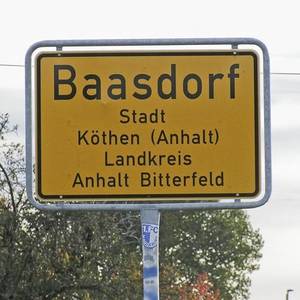 Baasdorf
Stadt
Köthen (Anhalt)
Landkreis
Anhalt Bitterfeld